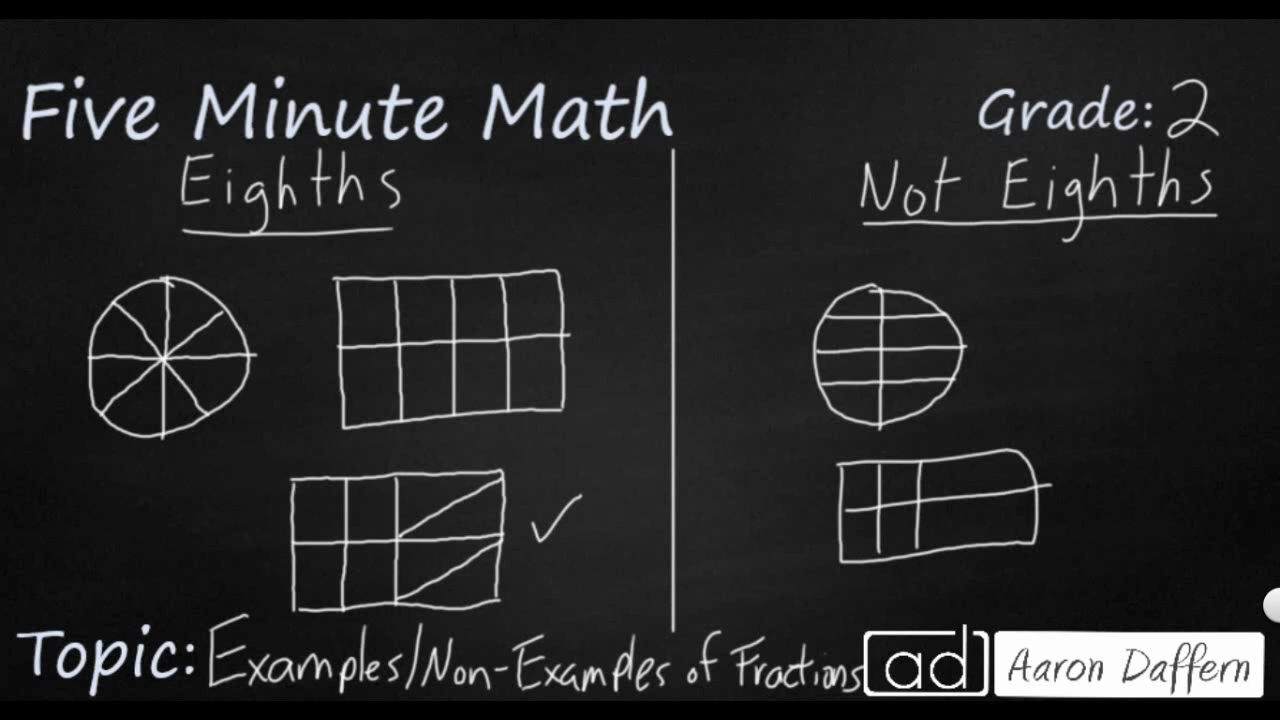 Five Minute Math
Grade: 2
Eighths
Not Eighths
Topic: Examples/Non-Examples of Fractions
ad Aaron Daffern